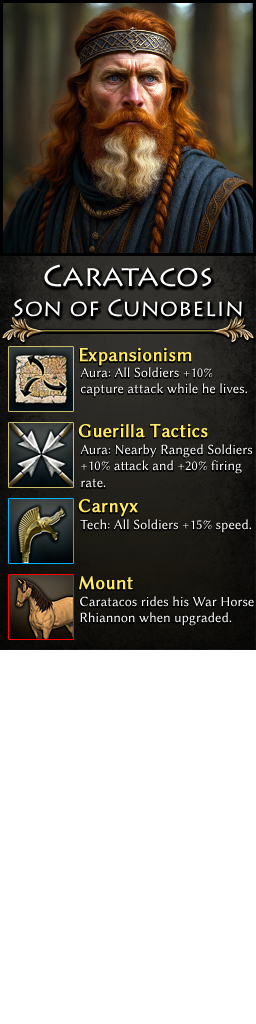 Caratacos
Son of Cunobelin
Expansionism
Aura: All Soldiers +10%
capture attack while he lives.
Guerilla Tactics
Aura: Nearby Ranged Soldiers
+10% attack and +20% firing
rate.
Carnyx
Tech: All Soldiers +15% speed.
Mount
Caratacos rides his War Horse
Rhiannon when upgraded.